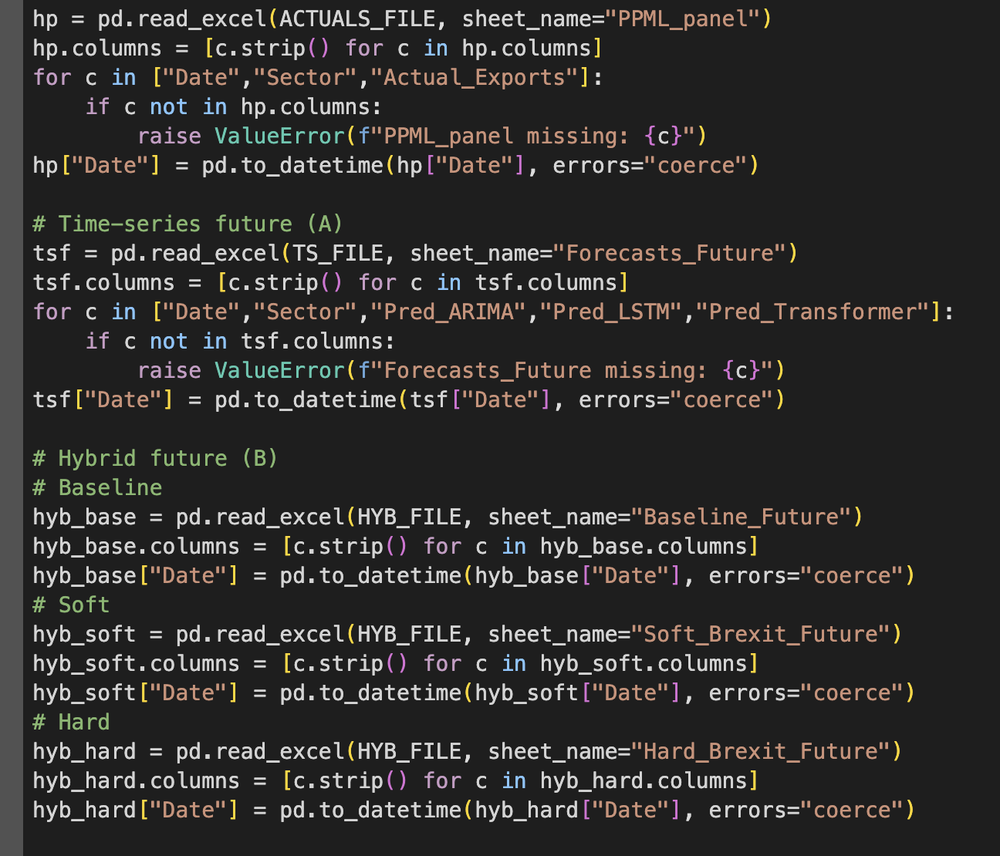 hp = pd.read_excel(ACTUALS_FILE, sheet_name="PPML_panel")
hp.columns = [c.strip() for c in hp.columns]
for c in ["Date","Sector","Actual_Exports"]:
    if c not in hp.columns:
        raise ValueError(f"PPML_panel missing: {c}")
hp["Date"] = pd.to_datetime(hp["Date"], errors="coerce")

# Time-series future (A)
tsf = pd.read_excel(TS_FILE, sheet_name="Forecasts_Future")
tsf.columns = [c.strip() for c in tsf.columns]
for c in ["Date","Sector","Pred_ARIMA","Pred_LSTM","Pred_Transformer"]:
    if c not in tsf.columns:
        raise ValueError(f"Forecasts_Future missing: {c}")
tsf["Date"] = pd.to_datetime(tsf["Date"], errors="coerce")

# Hybrid future (B)
# Baseline
hyb_base = pd.read_excel(HYB_FILE, sheet_name="Baseline_Future")
hyb_base.columns = [c.strip() for c in hyb_base.columns]
hyb_base["Date"] = pd.to_datetime(hyb_base["Date"], errors="coerce")
# Soft
hyb_soft = pd.read_excel(HYB_FILE, sheet_name="Soft_Brexit_Future")
hyb_soft.columns = [c.strip() for c in hyb_soft.columns]
hyb_soft["Date"] = pd.to_datetime(hyb_soft["Date"], errors="coerce")
# Hard
hyb_hard = pd.read_excel(HYB_FILE, sheet_name="Hard_Brexit_Future")
hyb_hard.columns = [c.strip() for c in hyb_hard.columns]
hyb_hard["Date"] = pd.to_datetime(hyb_hard["Date"], errors="coerce")